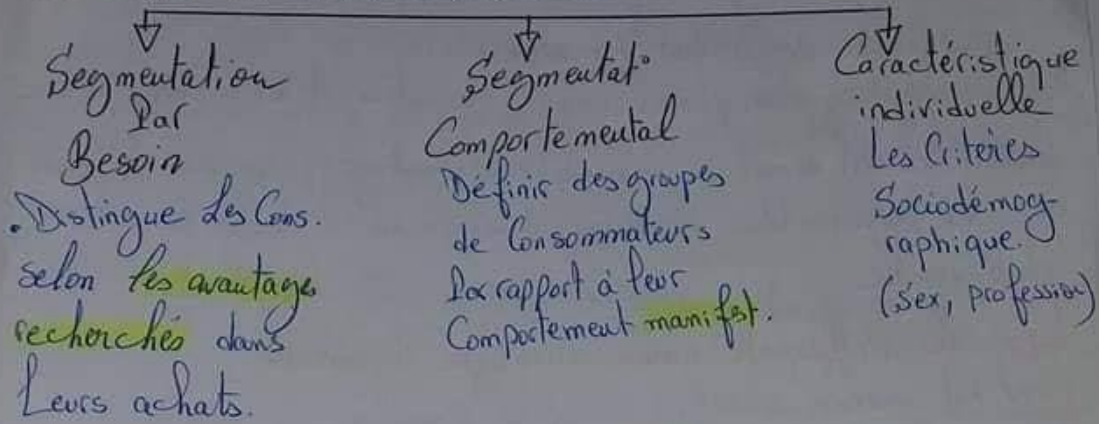 Segmentation
Par
Besoin
. Distingue les Cons.
selon les avantages
recherchés dans
Leurs achats.
Segmentat°
Comportemental
Définir des groupes
de Consommateurs
Par rapport à leur
Comportement manifest.
Caractéristique
individuelle
Les Critères
Sociodémog-
raphique.
(sex, profession)